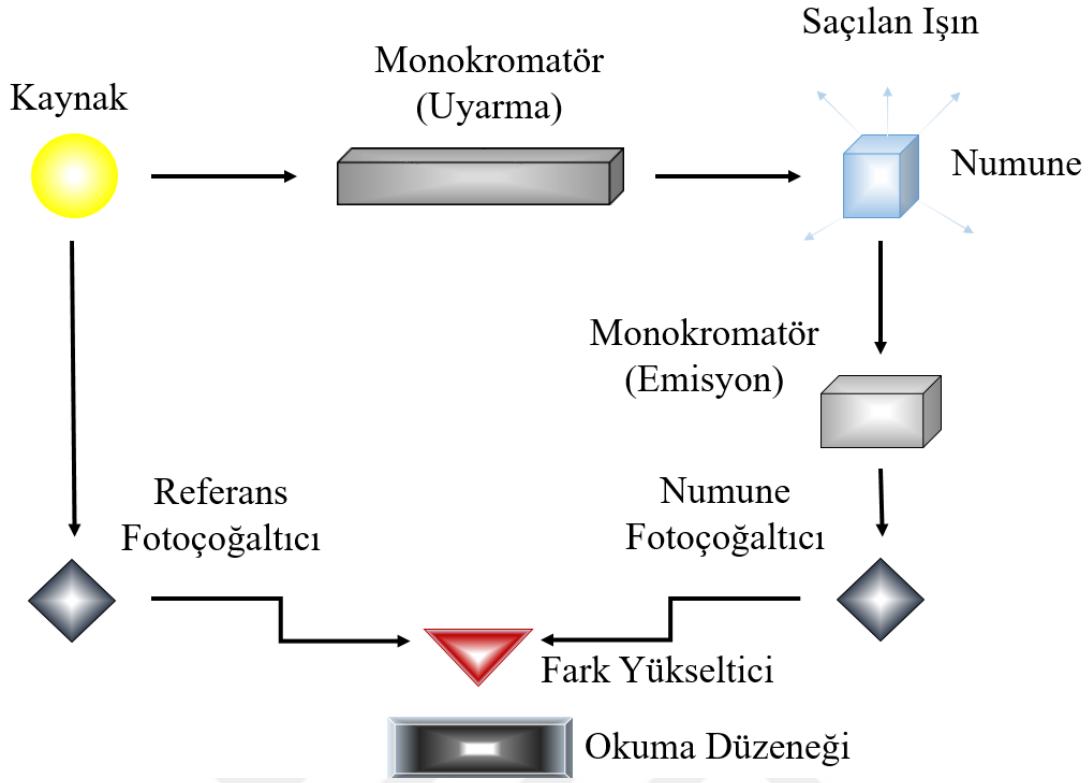 Saçılan Işın
Monokromatör
(Uyarma)
Kaynak
Numune
Monokromatör
(Emisyon)
Referans
Fotoçoğaltıcı
Numune
Fotoçoğaltıcı
Fark Yükseltici
Okuma Düzeneği